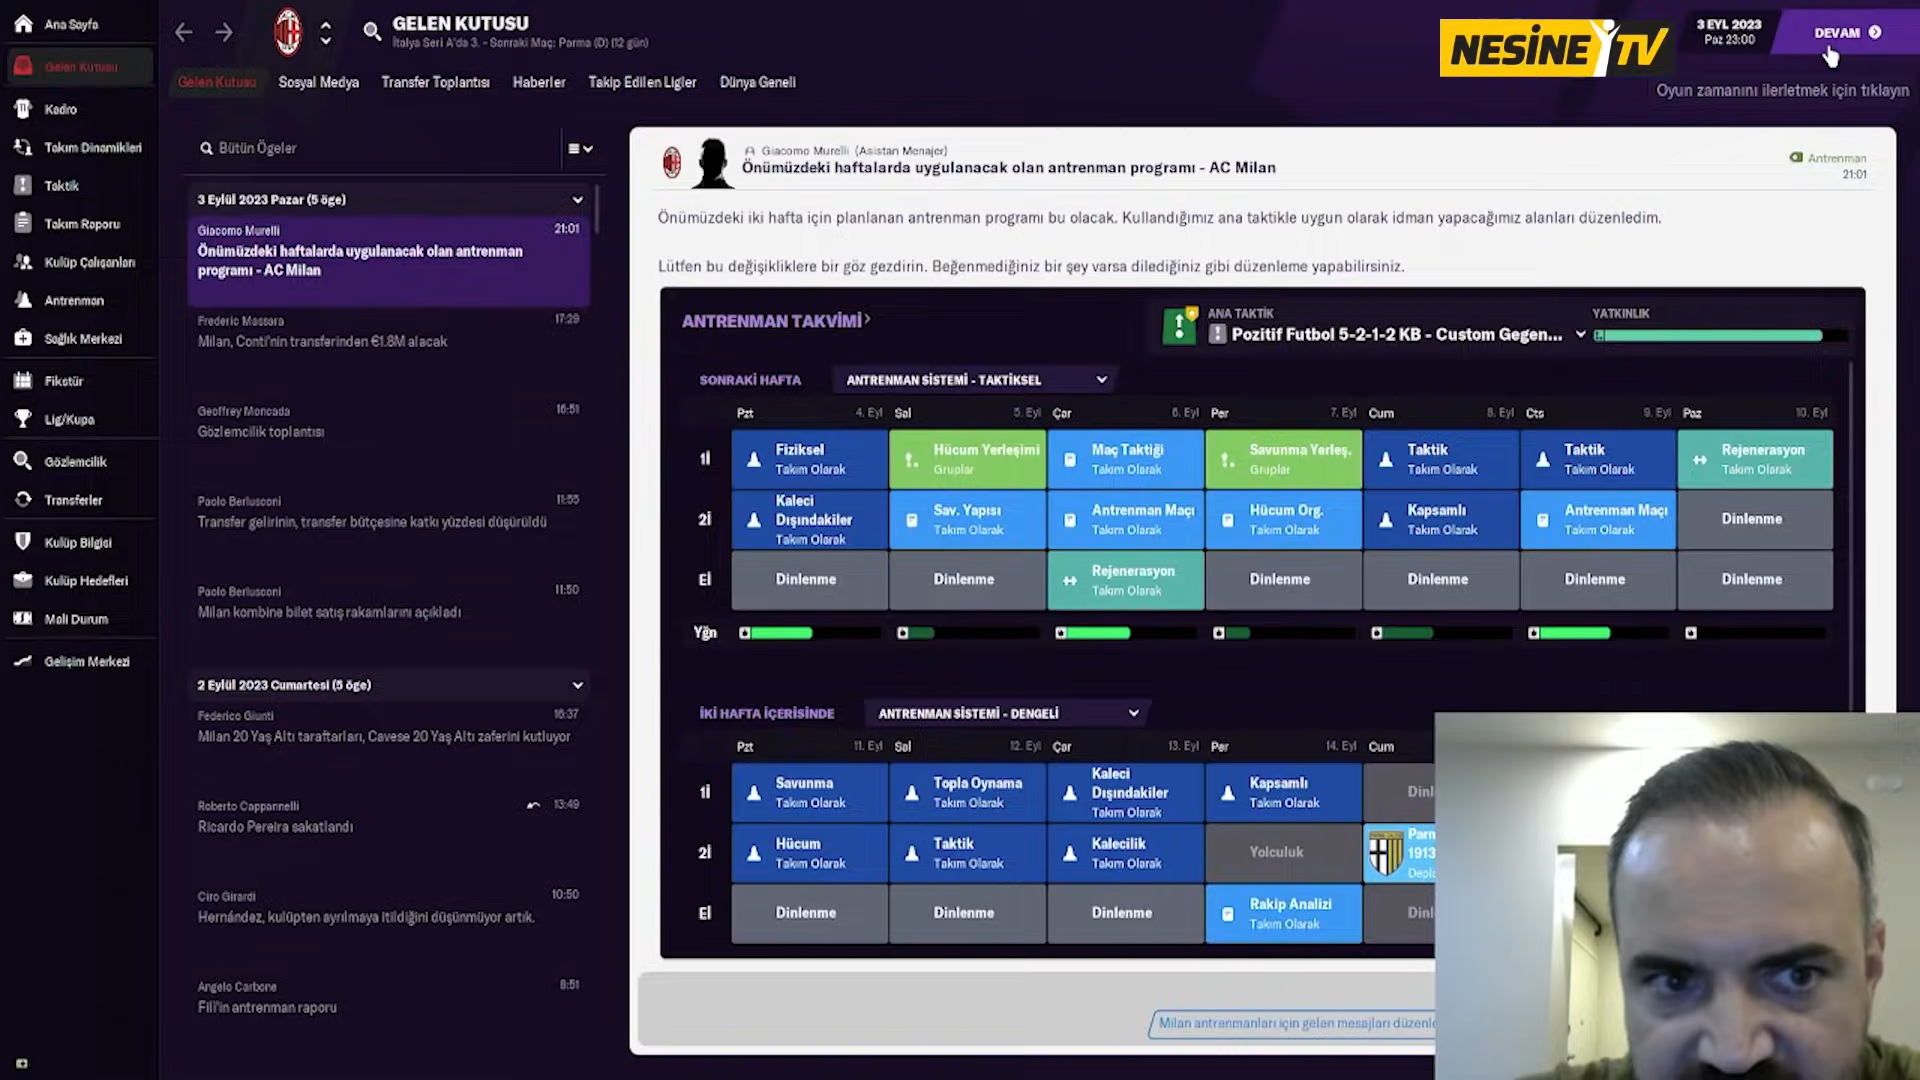 Ana Sayfa
Gelen Kutusu
Kadro
Takım Dinamikleri
Taktik
Takım Raporu
Kulüp Çalışanları
Antrenman
Sağlık Merkezi
Fikstür
Lig/Kupa
Gözlemcilik
Transferler
Kulüp Bilgisi
Kulüp Hedefleri
Mali Durum
Gelişim Merkezi
GELEN KUTUSU
İtalya Seri A'da 3. - Sonraki Maç: Parma (D) (12 gün)
NESİNE TV
3 EYL 2023
Paz 23:00
DEVAM
Oyun zamanını ilerletmek için tıklayın
Gelen Kutusu Sosyal Medya Transfer Toplantısı Haberler Takip Edilen Ligler Dünya Geneli
Bütün Ögeler
3 Eylül 2023 Pazar (5 öge)
Giacomo Murelli 21:01
Önümüzdeki haftalarda uygulanacak olan antrenman
programı - AC Milan
Frederic Massara 17:29
Milan, Conti'nin transferinden €1.8M alacak
Geoffrey Moncada 16:51
Gözlemcilik toplantısı
Paolo Berlusconi 11:55
Transfer gelirinin, transfer bütçesine katkı yüzdesi düşürüldü
Paolo Berlusconi 11:50
Milan kombine bilet satış rakamlarını açıkladı
2 Eylül 2023 Cumartesi (5 öge)
Federico Giunti 16:37
Milan 20 Yaş Altı taraftarları, Cavese 20 Yaş Altı zaferini kutluyor
Roberto Cappannelli 13:49
Ricardo Pereira sakatlandı
Ciro Girardi 10:50
Hernández, kulüpten ayrılmaya itildiğini düşünmüyor artık.
Angelo Carbone 8:51
Fili'in antrenman raporu
Giacomo Murelli (Asistan Menajer)
Önümüzdeki haftalarda uygulanacak olan antrenman programı - AC Milan
Antrenman
21:01
Önümüzdeki iki hafta için planlanan antrenman programı bu olacak. Kullandığımız ana taktikle uygun olarak idman yapacağımız alanları düzenledim.
Lütfen bu değişikliklere bir göz gezdirin. Beğenmediğiniz bir şey varsa dilediğiniz gibi düzenleme yapabilirsiniz.
ANTRENMAN TAKVİMİ
ANA TAKTİK
Pozitif Futbol 5-2-1-2 KB - Custom Gegen...
YATKINLIK
SONRAKİ HAFTA ANTRENMAN SİSTEMİ - TAKTİKSEL
Pzt 4. Eyl Sal 5. Eyl Çar 6. Eyl Per 7. Eyl Cum 8. Eyl Cts 9. Eyl Paz 10. Eyl
1İ Fiziksel Hücum Yerleşimi Maç Taktiği Savunma Yerleş. Taktik Taktik Rejenerasyon
Takım Olarak Gruplar Takım Olarak Gruplar Takım Olarak Takım Olarak Takım Olarak
2İ Kaleci Dışındakiler Sav. Yapısı Antrenman Maçı Hücum Org. Kapsamlı Antrenman Maçı Dinlenme
Takım Olarak Takım Olarak Takım Olarak Takım Olarak Takım Olarak Takım Olarak
Eİ Dinlenme Dinlenme Rejenerasyon Dinlenme Dinlenme Dinlenme Dinlenme
Takım Olarak
Yğn
İKİ HAFTA İÇERİSİNDE ANTRENMAN SİSTEMİ - DENGELİ
Pzt 11. Eyl Sal 12. Eyl Çar 13. Eyl Per 14. Eyl Cum
1İ Savunma Topla Oynama Kaleci Dışındakiler Kapsamlı Dinl
Takım Olarak Takım Olarak Takım Olarak Takım Olarak
2İ Hücum Taktik Kalecilik Yolculuk Parm
1913
Takım Olarak Takım Olarak Takım Olarak Depla
Eİ Dinlenme Dinlenme Dinlenme Rakip Analizi Dinl
Takım Olarak
Milan antrenmanları için gelen mesajları düzenle